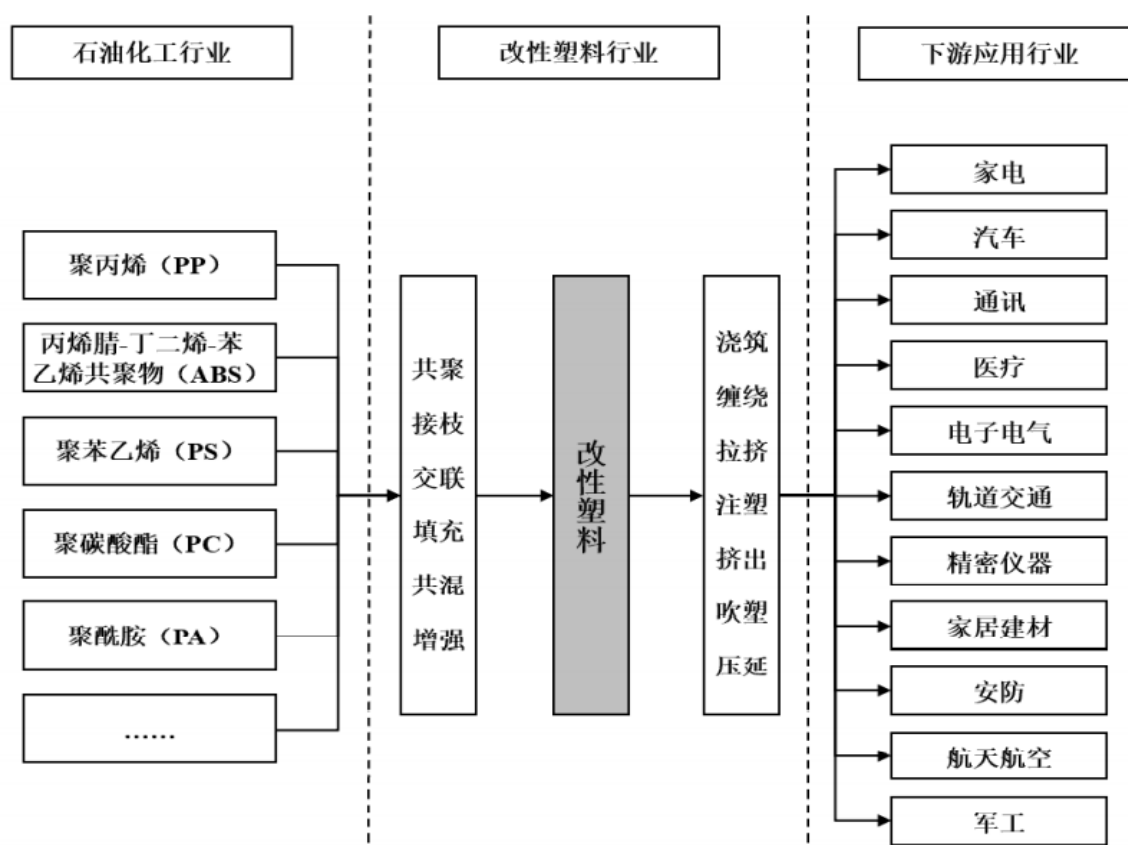 石油化工行业
改性塑料行业
下游应用行业
聚丙烯（PP）
丙烯腈-丁二烯-苯
乙烯共聚物（ABS）
聚苯乙烯（PS）
聚碳酸酯（PC）
聚酰胺（PA）
……
共聚
接枝
交联
填充
共混
增强
改性塑料
浇筑
缠绕
拉挤
注塑
挤出
吹塑
压延
家电
汽车
通讯
医疗
电子电气
轨道交通
精密仪器
家居建材
安防
航天航空
军工